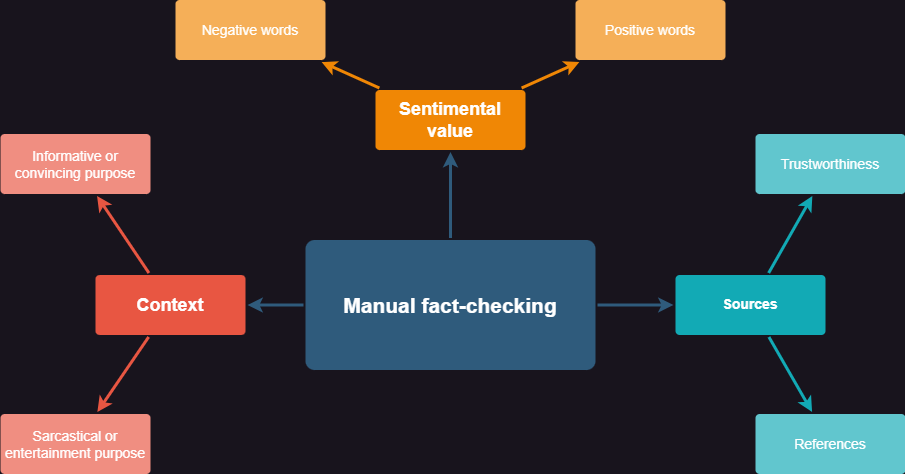 Negative words
Positive words
Sentimental
value
Informative or
convincing purpose
Trustworthiness
Context
Manual fact-checking
Sources
Sarcastical or
entertainment purpose
References